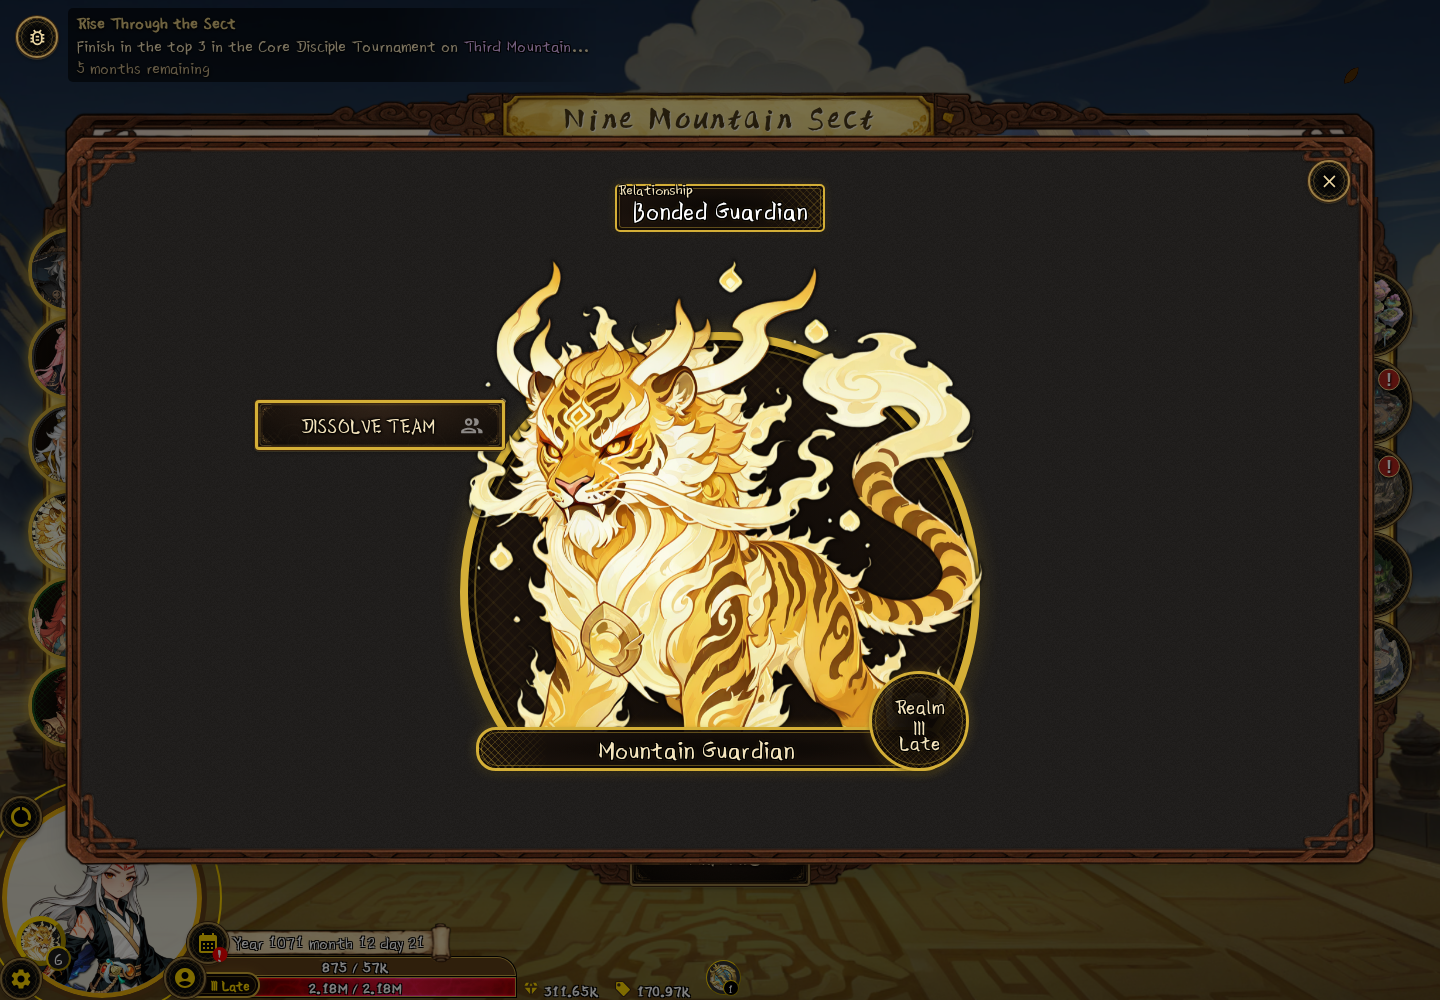 Rise Through the Sect
Finish in the top 3 in the Core Disciple Tournament on Third Mountain...
5 months remaining
Nine Mountain Sect
Relationship
Bonded Guardian
DISSOLVE TEAM
Realm
III
Late
Mountain Guardian
6
Year 1071 month 12 day 21
875 / 57K
III Late
2.18M / 2.18M
311.65K
170.97K
1